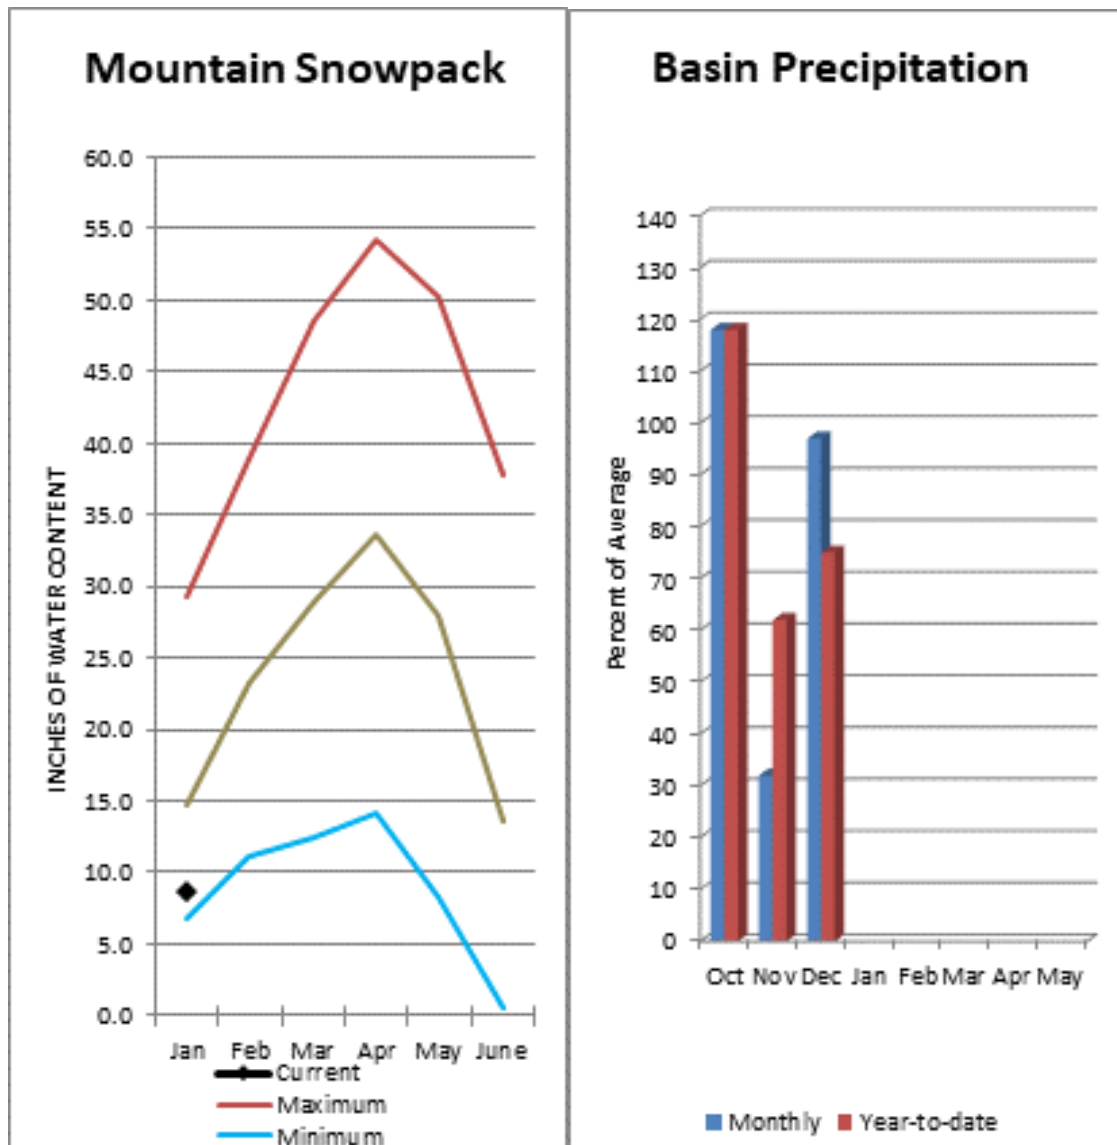 Mountain Snowpack
60.0
55.0
50.0
45.0
40.0
35.0
30.0
25.0
20.0
15.0
10.0
5.0
0.0
INCHES OF WATER CONTENT
Jan Feb Mar Apr May June
Current
Maximum
Minimum
Basin Precipitation
140
130
120
110
100
90
80
70
60
50
40
30
20
10
0
Percent of Average
Oct Nov Dec Jan Feb Mar Apr May
Monthly Year-to-date